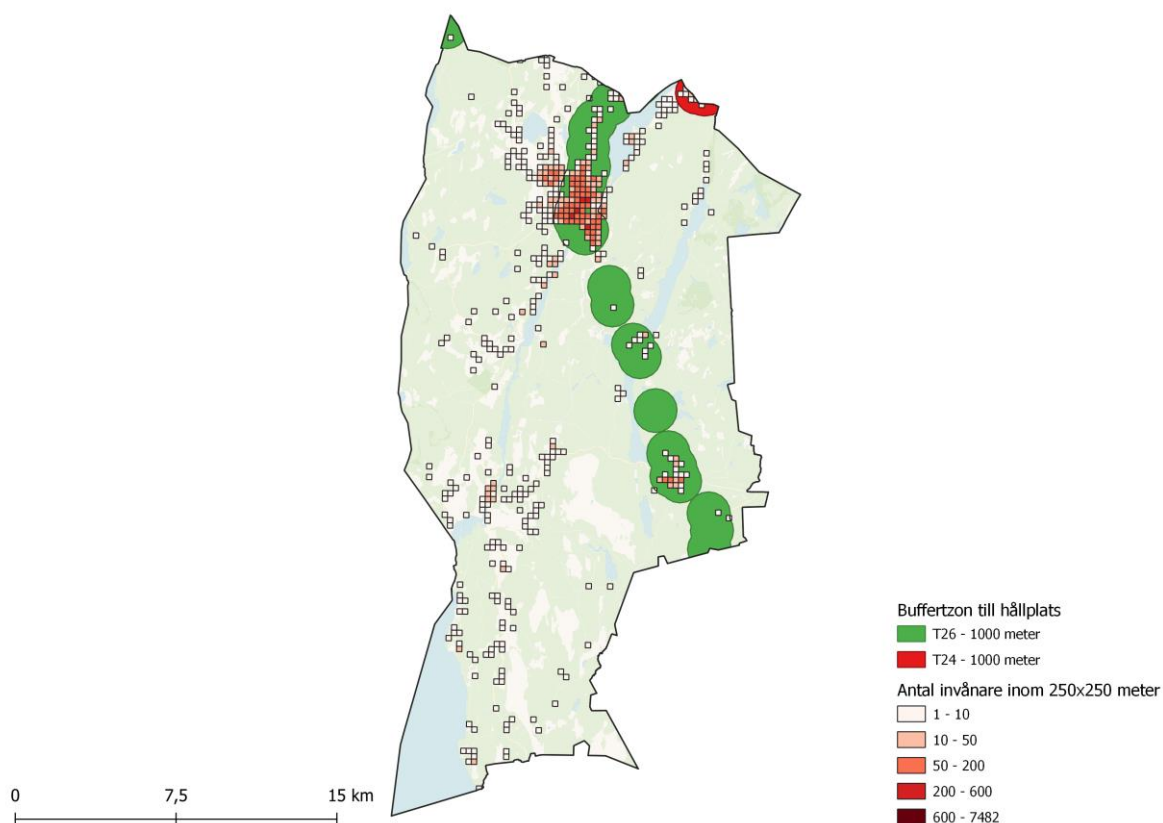 Buffertzon till hållplats
T26 - 1000 meter
T24 - 1000 meter
Antal invånare inom 250x250 meter
1 - 10
10 - 50
50 - 200
200 - 600
600 - 7482
0 7,5 15 km